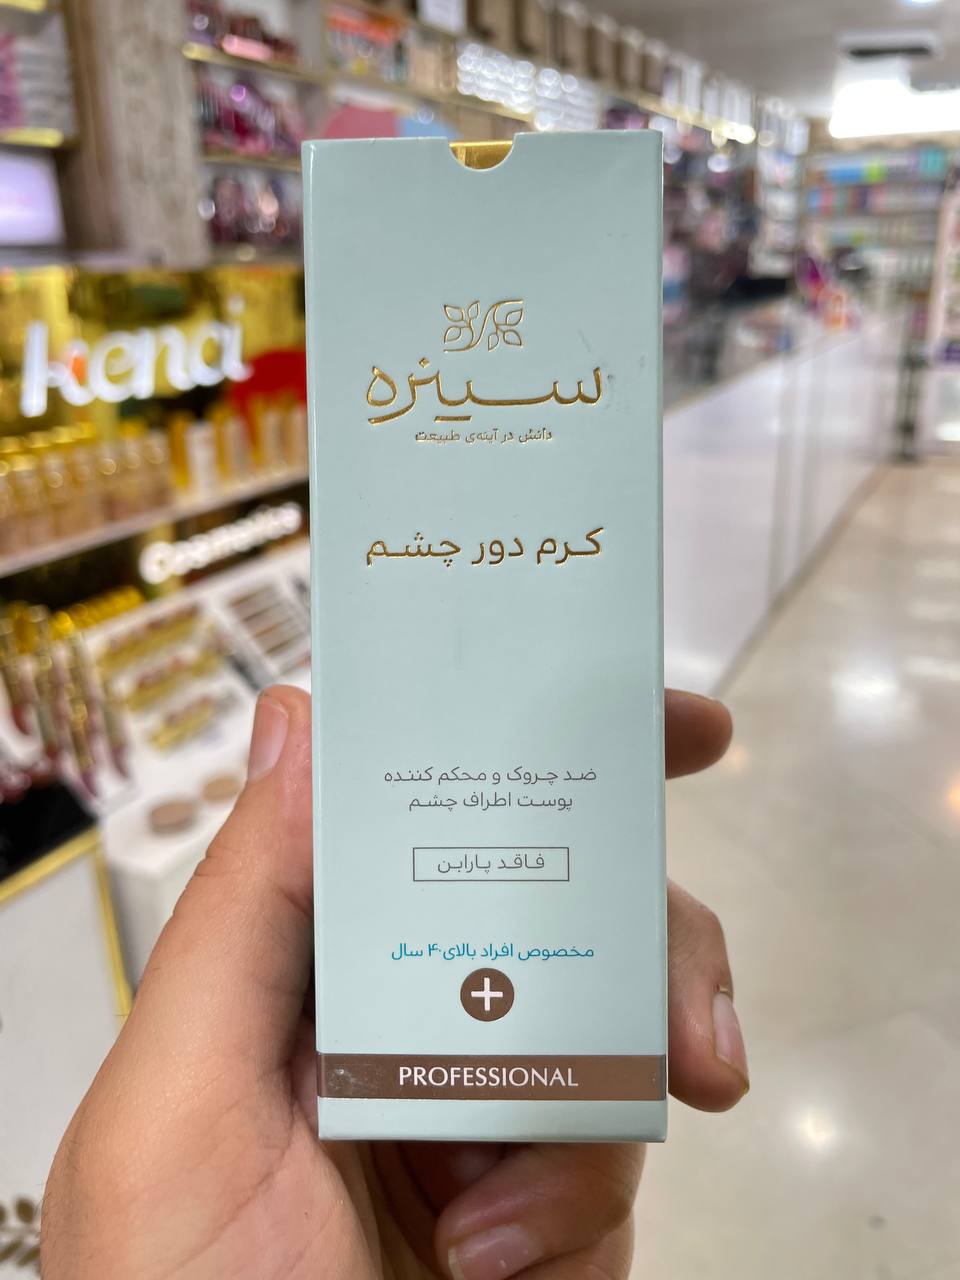 سینره
دانش در آینه‌ی طبیعت
کرم دور چشم
ضد چروک و محکم کننده
پوست اطراف چشم
فاقد پارابن
مخصوص افراد بالای ۴۰ سال
+
PROFESSIONAL
Cosmetics